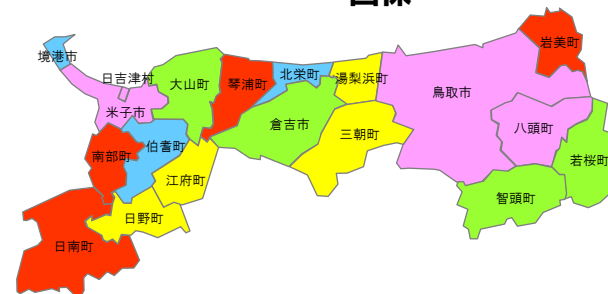 境港市
日吉津村
米子市
大山町
琴浦町
北栄町
湯梨浜町
鳥取市
岩美町
倉吉市
三朝町
八頭町
若桜町
智頭町
南部町
伯耆町
江府町
日野町
日南町